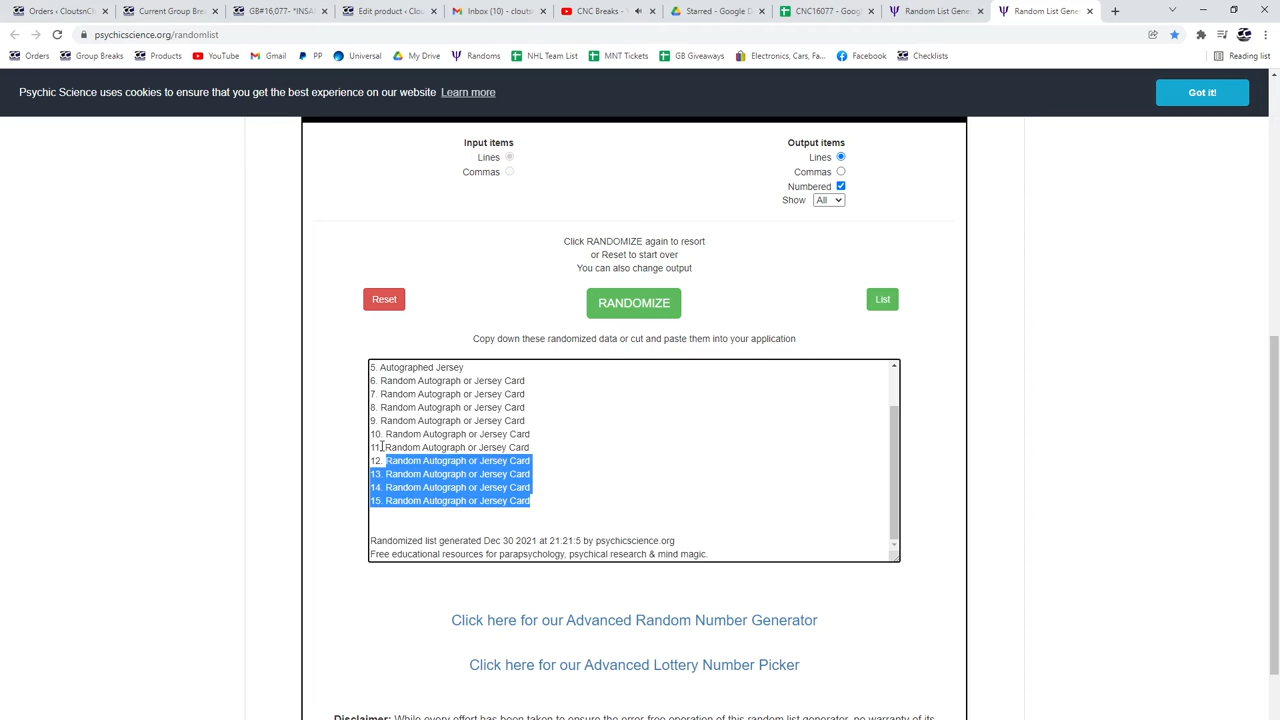 Orders · CloutsnCh
Current Group Brea
GB#16,077- *INSAN
Edit product • Clou
Inbox (10) - clouts
CNC Breaks -
Starred - Google D
CNC16077 - Google
Random List Gene
Random List Gene
psychicscience.org/randomlist
Orders
Group Breaks
Products
YouTube
Gmail
PP
Universal
My Drive
Randoms
NHL Team List
MNT Tickets
GB Giveaways
Electronics, Cars, Fa...
Facebook
Checklists
Reading list
Psychic Science uses cookies to ensure that you get the best experience on our website Learn more
Got it!
Input items
Lines
Commas
Output items
Lines
Commas
Numbered
Show All
Click RANDOMIZE again to resort
or Reset to start over
You can also change output
Reset
RANDOMIZE
List
Copy down these randomized data or cut and paste them into your application
5. Autographed Jersey
6. Random Autograph or Jersey Card
7. Random Autograph or Jersey Card
8. Random Autograph or Jersey Card
9. Random Autograph or Jersey Card
10. Random Autograph or Jersey Card
11. Random Autograph or Jersey Card
12. Random Autograph or Jersey Card
13. Random Autograph or Jersey Card
14. Random Autograph or Jersey Card
15. Random Autograph or Jersey Card
Randomized list generated Dec 30 2021 at 21:21:5 by psychicscience.org
Free educational resources for parapsychology, psychical research & mind magic.
Click here for our Advanced Random Number Generator
Click here for our Advanced Lottery Number Picker
Disclaimer: While every effort has been taken to ensure the error-free operation of this random list generator, no warranty of its